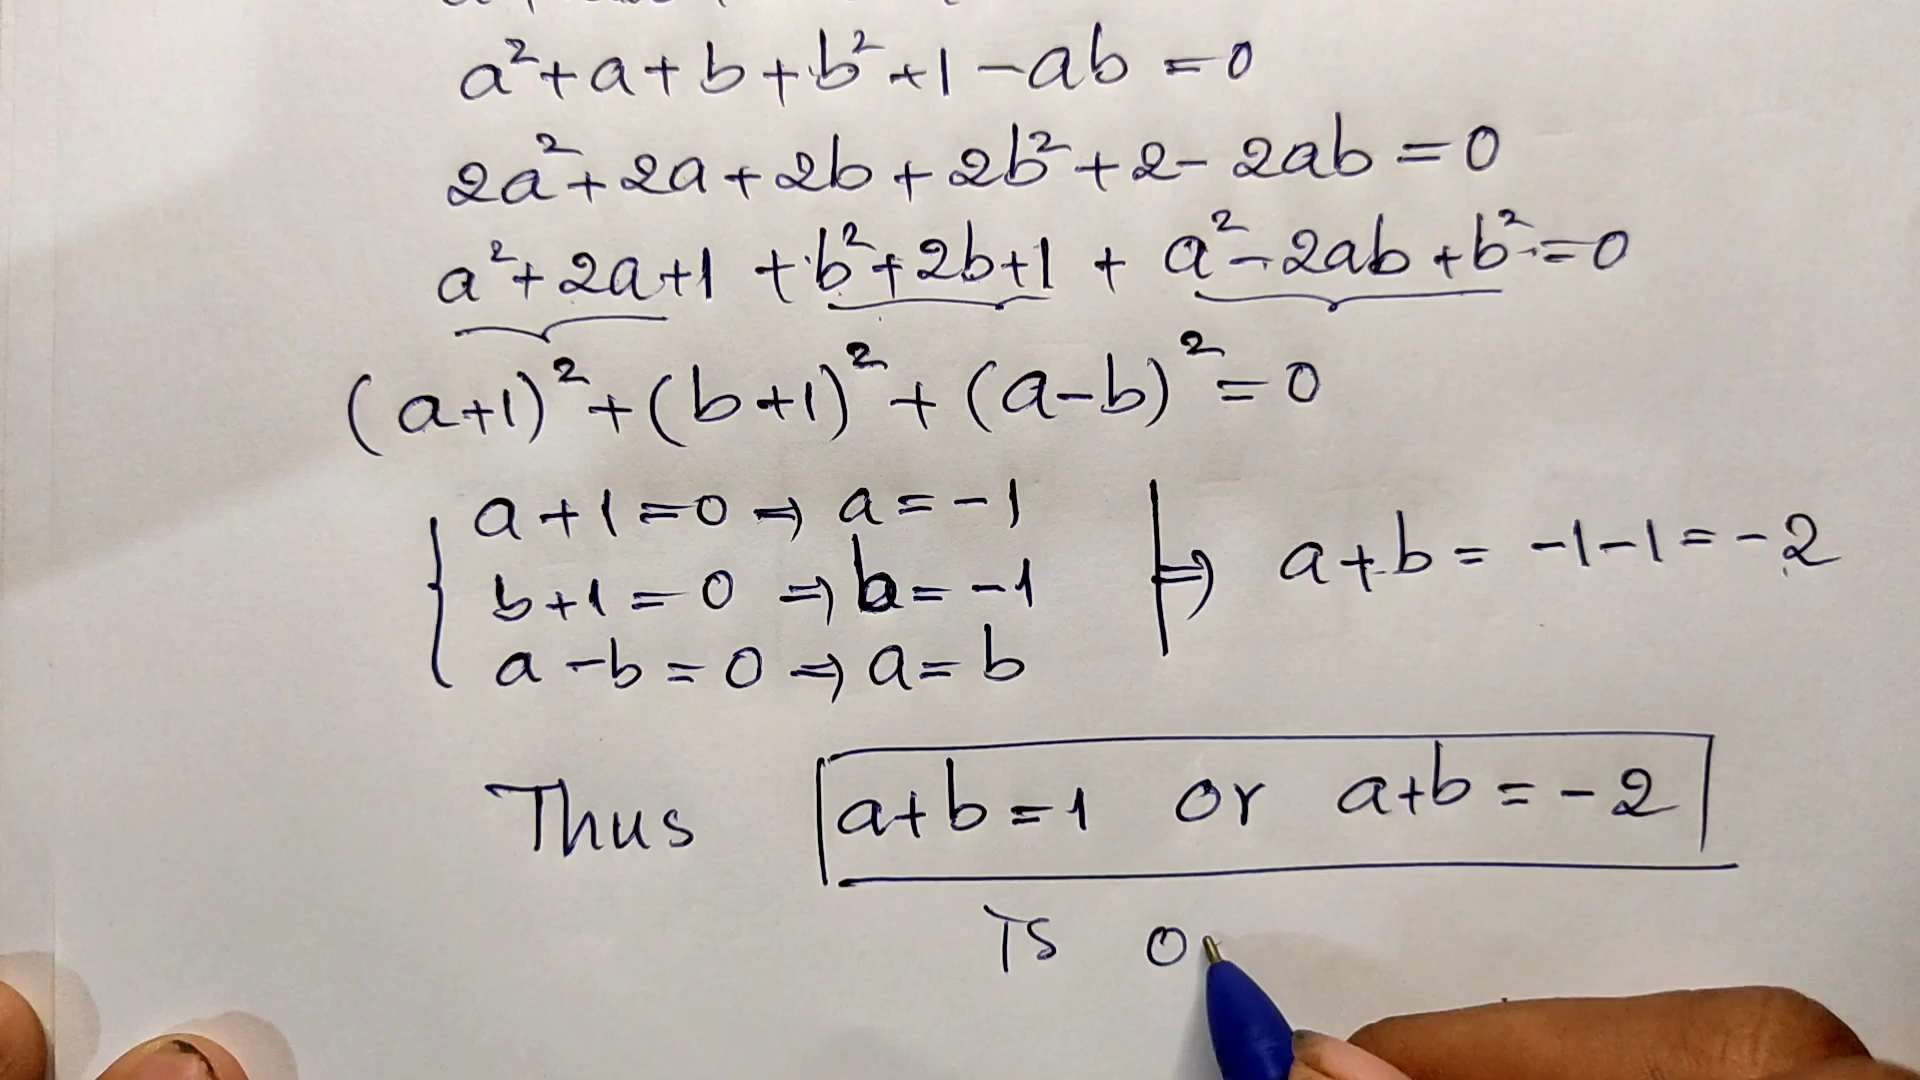 a²+a+b+b²+1-ab=0
2a²+2a+2b+2b²+2-2ab=0
a²+2a+1+b²+2b+1+a²-2ab+b²=0
(a+1)²+(b+1)²+(a-b)²=0
a+1=0⇒a=-1
b+1=0⇒b=-1
a-b=0⇒a=b
⇒a+b=-1-1=-2
Thus a+b=1 or a+b=-2
is o